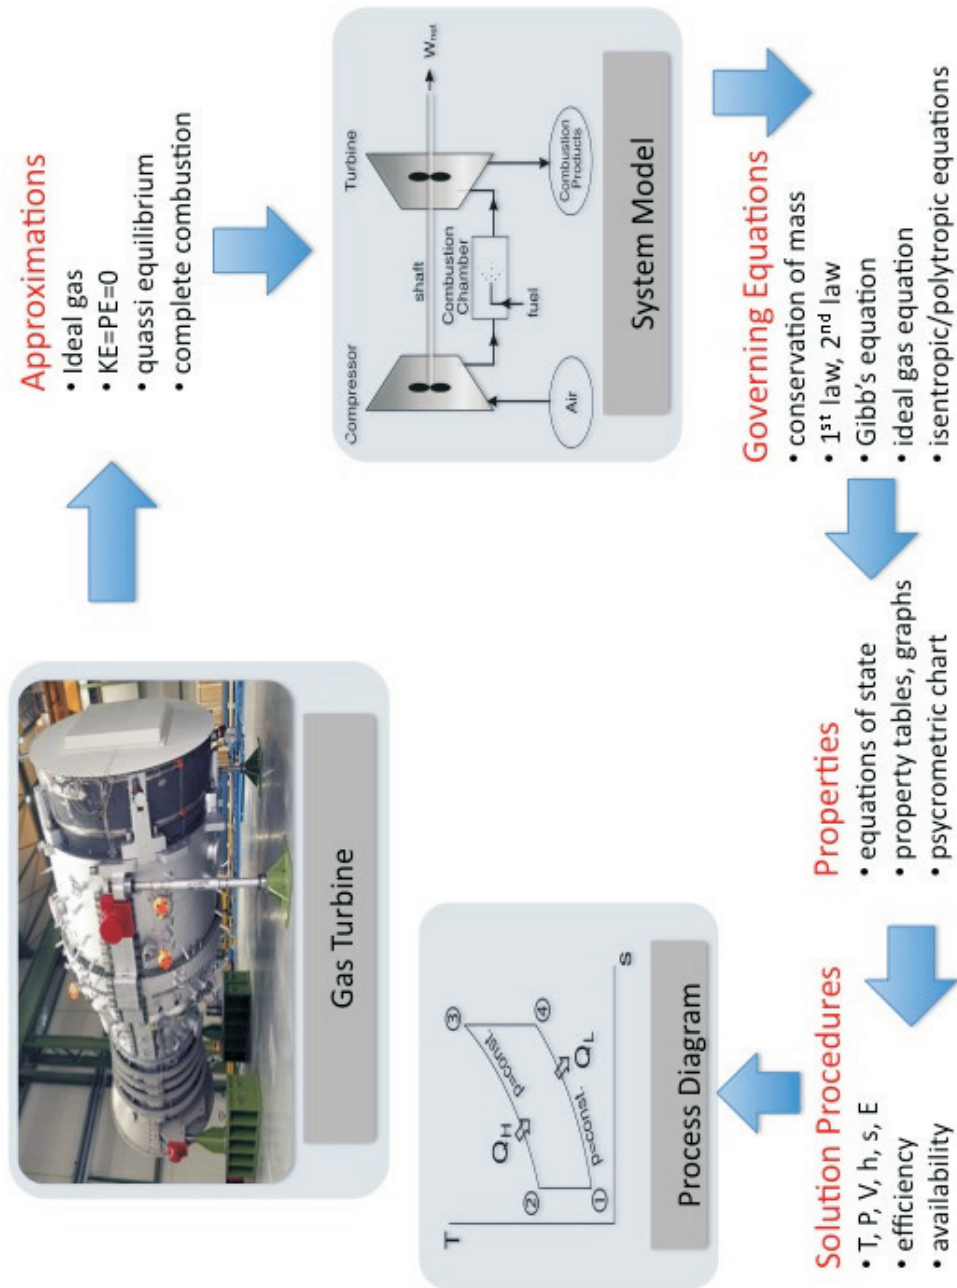 Gas Turbine
Approximations
• Ideal gas
• KE=PE=0
• quassi equilibrium
• complete combustion
Compressor
Turbine
shaft
Wnet
Combustion
Chamber
fuel
Air
Combustion
Products
System Model
Governing Equations
• conservation of mass
• 1st law, 2nd law
• Gibb's equation
• ideal gas equation
• isentropic/polytropic equations
Properties
• equations of state
• property tables, graphs
• psycrometric chart
Solution Procedures
• T, P, V, h, s, E
• efficiency
• availability
T
③
QH
p=const.
②
④
QL
p=const.
①
s
Process Diagram